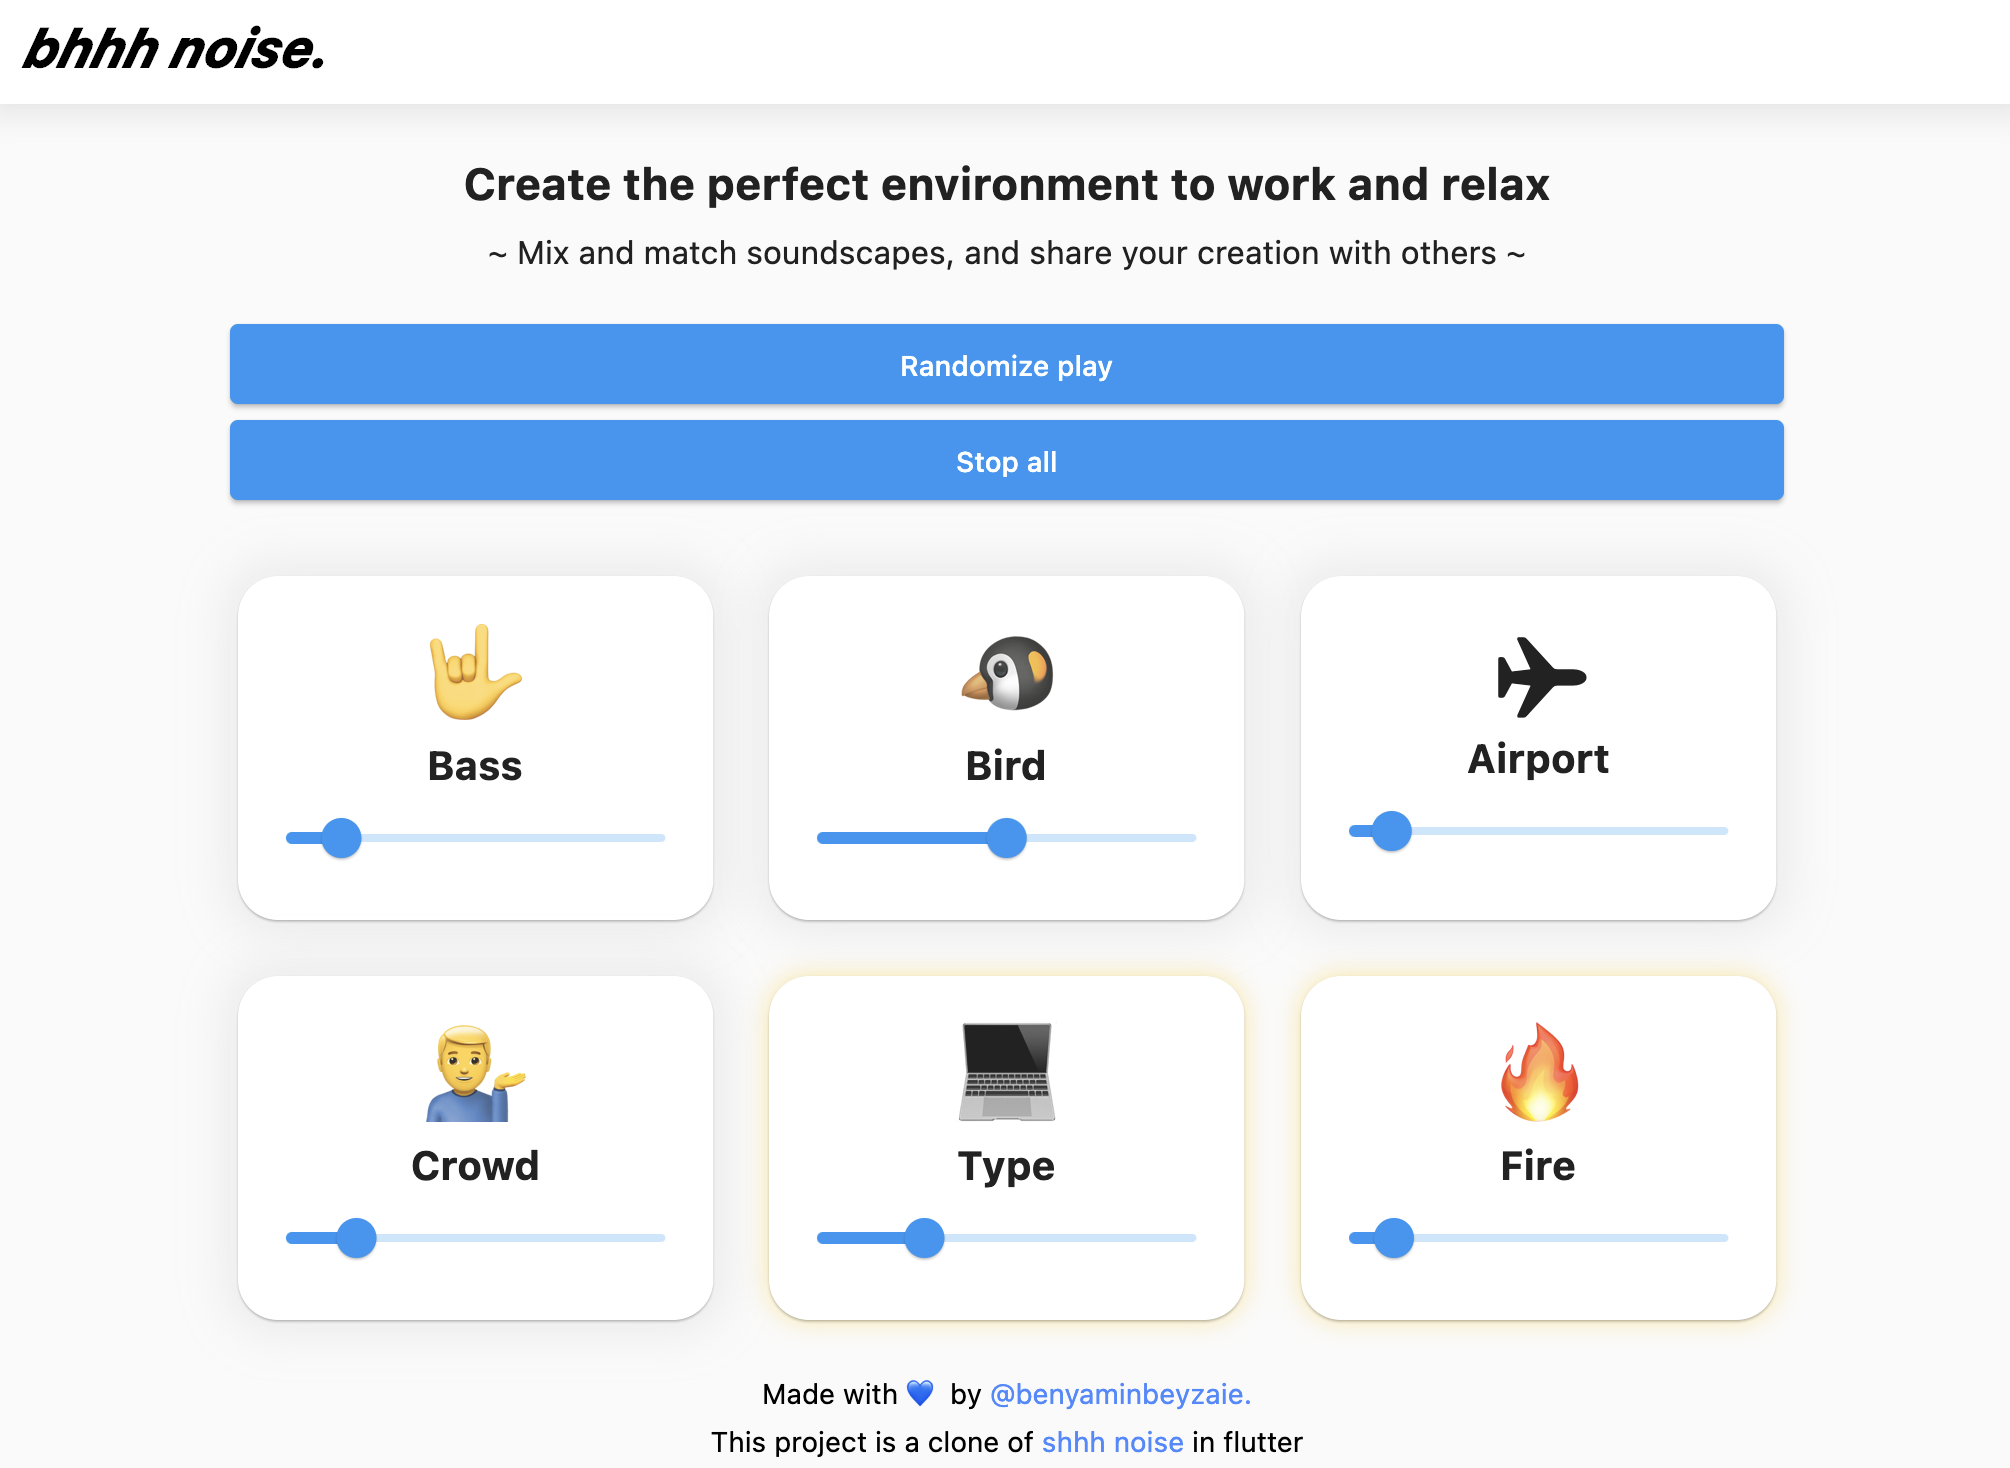 bhhh noise.
Create the perfect environment to work and relax
~ Mix and match soundscapes, and share your creation with others ~
Randomize play
Stop all
Bass
Bird
Airport
Crowd
Type
Fire
Made with 💙 by @benyaminbeyzaie.
This project is a clone of shhh noise in flutter